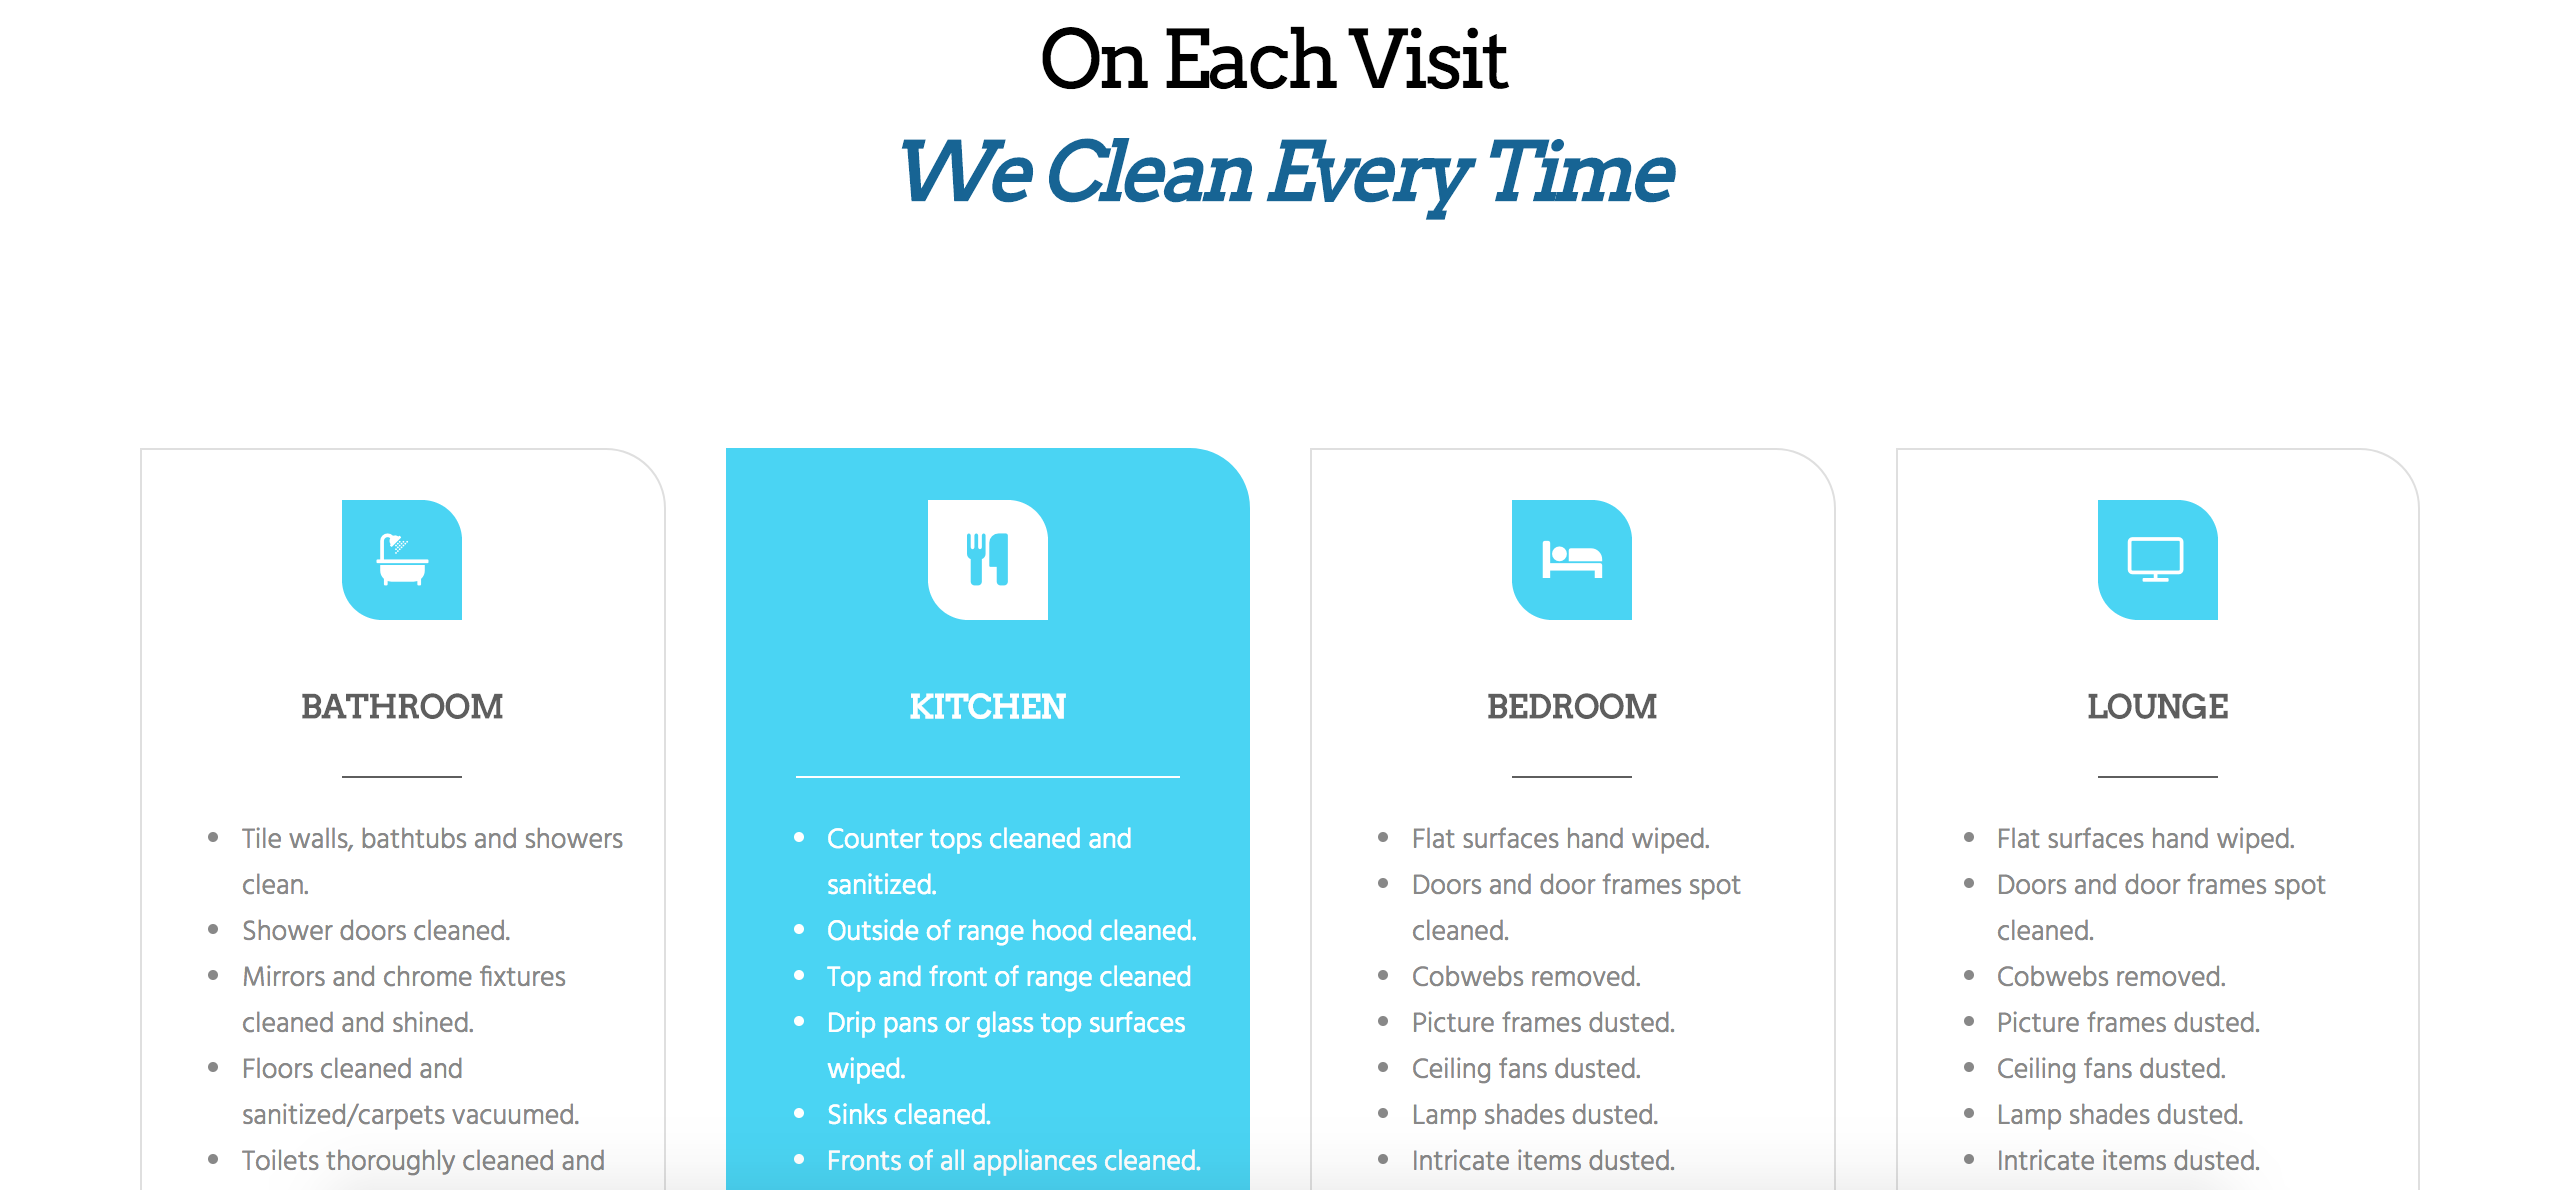 On Each Visit
We Clean Every Time
BATHROOM
Tile walls, bathtubs and showers
clean.
Shower doors cleaned.
Mirrors and chrome fixtures
cleaned and shined.
Floors cleaned and
sanitized/carpets vacuumed.
Toilets thoroughly cleaned and
KITCHEN
Counter tops cleaned and
sanitized.
Outside of range hood cleaned.
Top and front of range cleaned
Drip pans or glass top surfaces
wiped.
Sinks cleaned.
Fronts of all appliances cleaned.
BEDROOM
Flat surfaces hand wiped.
Doors and door frames spot
cleaned.
Cobwebs removed.
Picture frames dusted.
Ceiling fans dusted.
Lamp shades dusted.
Intricate items dusted.
LOUNGE
Flat surfaces hand wiped.
Doors and door frames spot
cleaned.
Cobwebs removed.
Picture frames dusted.
Ceiling fans dusted.
Lamp shades dusted.
Intricate items dusted.